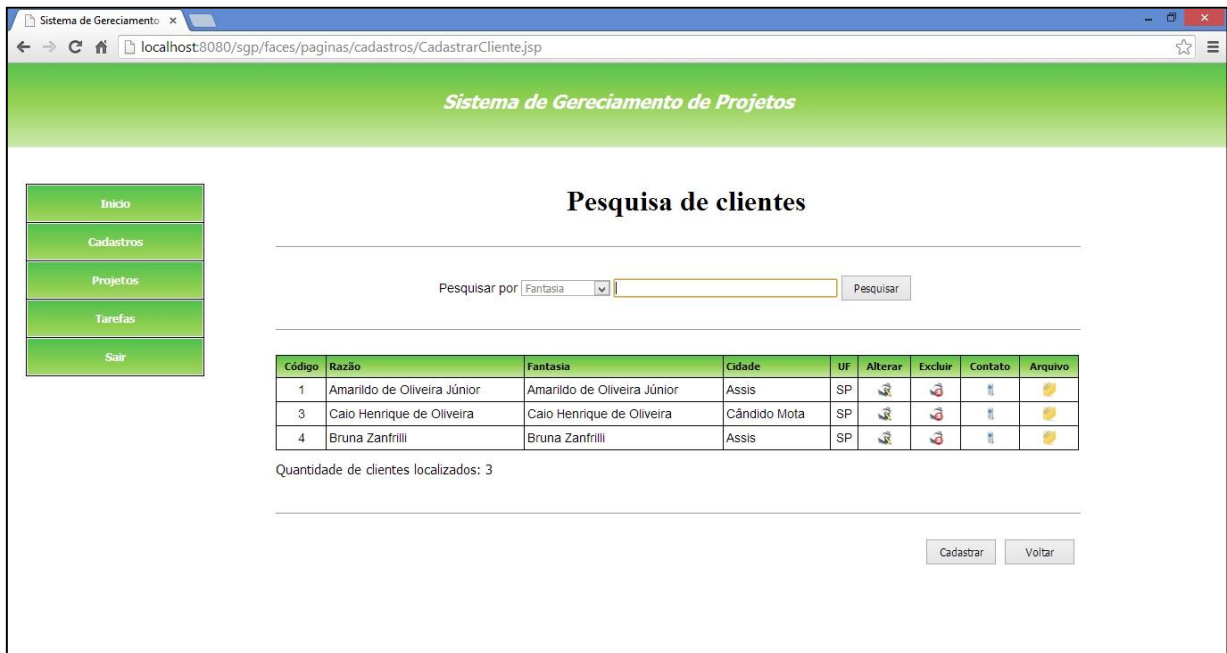 Sistema de Gereciamento
localhost:8080/sgp/faces/paginas/cadastros/CadastrarCliente.jsp
Sistema de Gereciamento de Projetos
Inicio
Cadastros
Projetos
Tarefas
Sair
Pesquisa de clientes
Pesquisar por Fantasia Pesquisar
Código Razão Fantasia Cidade UF Alterar Excluir Contato Arquivo
1 Amarildo de Oliveira Júnior Amarildo de Oliveira Júnior Assis SP
3 Caio Henrique de Oliveira Caio Henrique de Oliveira Cândido Mota SP
4 Bruna Zanfrilli Bruna Zanfrilli Assis SP
Quantidade de clientes localizados: 3
Cadastrar Voltar